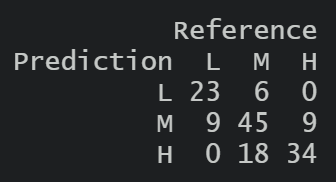 Reference
Prediction L M H
L 23 6 0
M 9 45 9
H 0 18 34